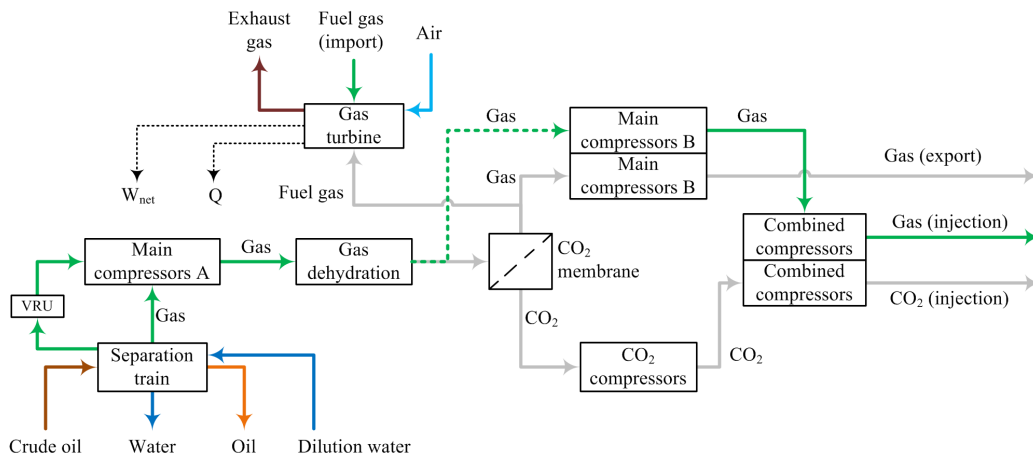 Exhaust
gas
Fuel gas
(import)
Air
Gas
turbine
W_net
Q
Fuel gas
Gas
Main
compressors B
Gas
Gas
Main
compressors B
Gas (export)
Main
compressors A
Gas
Gas
dehydration
CO₂
membrane
Combined
compressors
Gas (injection)
Combined
compressors
CO₂ (injection)
VRU
Gas
CO₂
Separation
train
CO₂
compressors
CO₂
Crude oil
Water
Oil
Dilution water